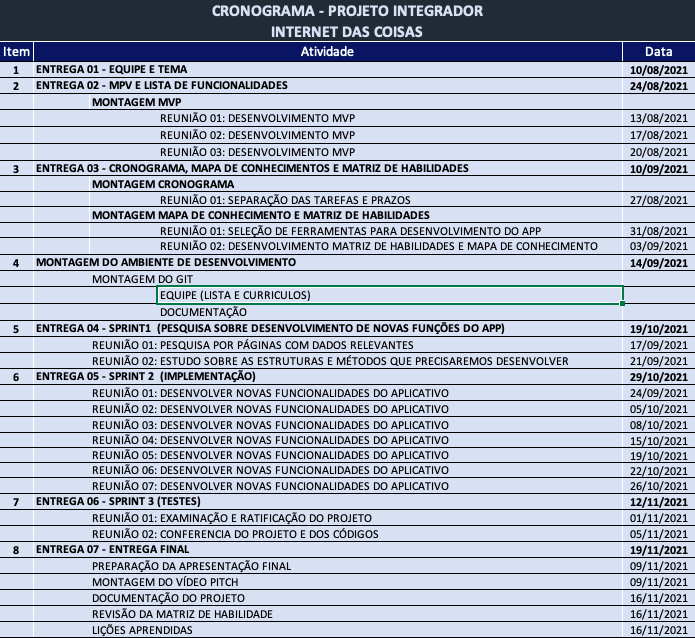 CRONOGRAMA - PROJETO INTEGRADOR
INTERNET DAS COISAS
Item Atividade Data
1 ENTREGA 01 - EQUIPE E TEMA 10/08/2021
2 ENTREGA 02 - MPV E LISTA DE FUNCIONALIDADES 24/08/2021
MONTAGEM MVP
REUNIÃO 01: DESENVOLVIMENTO MVP 13/08/2021
REUNIÃO 02: DESENVOLVIMENTO MVP 17/08/2021
REUNIÃO 03: DESENVOLVIMENTO MVP 20/08/2021
3 ENTREGA 03 - CRONOGRAMA, MAPA DE CONHECIMENTOS E MATRIZ DE HABILIDADES 10/09/2021
MONTAGEM CRONOGRAMA
REUNIÃO 01: SEPARAÇÃO DAS TAREFAS E PRAZOS 27/08/2021
MONTAGEM MAPA DE CONHECIMENTO E MATRIZ DE HABILIDADES
REUNIÃO 01: SELEÇÃO DE FERRAMENTAS PARA DESENVOLVIMENTO DO APP 31/08/2021
REUNIÃO 02: DESENVOLVIMENTO MATRIZ DE HABILIDADES E MAPA DE CONHECIMENTO 03/09/2021
4 MONTAGEM DO AMBIENTE DE DESENVOLVIMENTO 14/09/2021
MONTAGEM DO GIT
EQUIPE (LISTA E CURRICULOS)
DOCUMENTAÇÃO
5 ENTREGA 04 - SPRINT1 (PESQUISA SOBRE DESENVOLVIMENTO DE NOVAS FUNÇÕES DO APP) 19/10/2021
REUNIÃO 01: PESQUISA POR PÁGINAS COM DADOS RELEVANTES 17/09/2021
REUNIÃO 02: ESTUDO SOBRE AS ESTRUTURAS E MÉTODOS QUE PRECISAREMOS DESENVOLVER 21/09/2021
6 ENTREGA 05 - SPRINT 2 (IMPLEMENTAÇÃO) 29/10/2021
REUNIÃO 01: DESENVOLVER NOVAS FUNCIONALIDADES DO APLICATIVO 24/09/2021
REUNIÃO 02: DESENVOLVER NOVAS FUNCIONALIDADES DO APLICATIVO 05/10/2021
REUNIÃO 03: DESENVOLVER NOVAS FUNCIONALIDADES DO APLICATIVO 08/10/2021
REUNIÃO 04: DESENVOLVER NOVAS FUNCIONALIDADES DO APLICATIVO 15/10/2021
REUNIÃO 05: DESENVOLVER NOVAS FUNCIONALIDADES DO APLICATIVO 19/10/2021
REUNIÃO 06: DESENVOLVER NOVAS FUNCIONALIDADES DO APLICATIVO 22/10/2021
REUNIÃO 07: DESENVOLVER NOVAS FUNCIONALIDADES DO APLICATIVO 26/10/2021
7 ENTREGA 06 - SPRINT 3 (TESTES) 12/11/2021
REUNIÃO 01: EXAMINAÇÃO E RATIFICAÇÃO DO PROJETO 01/11/2021
REUNIÃO 02: CONFERENCIA DO PROJETO E DOS CÓDIGOS 05/11/2021
8 ENTREGA 07 - ENTREGA FINAL 19/11/2021
PREPARAÇÃO DA APRESENTAÇÃO FINAL 09/11/2021
MONTAGEM DO VÍDEO PITCH 09/11/2021
DOCUMENTAÇÃO DO PROJETO 16/11/2021
REVISÃO DA MATRIZ DE HABILIDADE 16/11/2021
LIÇÕES APRENDIDAS 16/11/2021